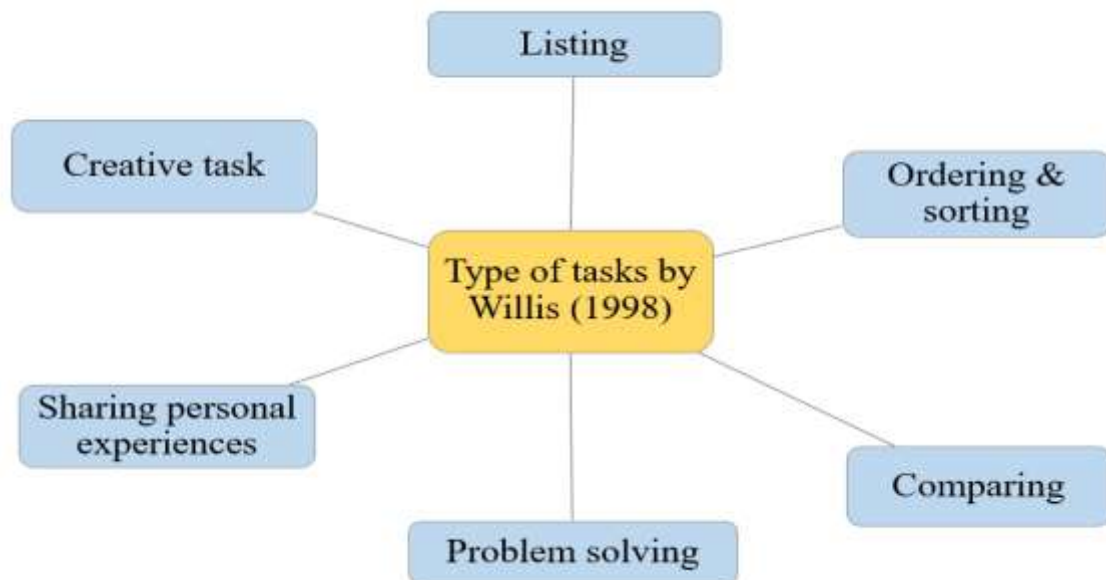 Listing
Creative task
Ordering &
sorting
Type of tasks by
Willis (1998)
Sharing personal
experiences
Comparing
Problem solving